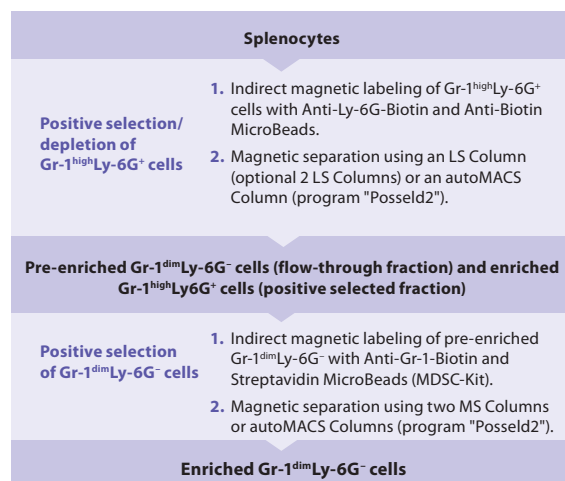 Splenocytes
Positive selection/
depletion of
Gr-1highLy-6G+ cells
1. Indirect magnetic labeling of Gr-1highLy-6G+
cells with Anti-Ly-6G-Biotin and Anti-Biotin
MicroBeads.
2. Magnetic separation using an LS Column
(optional 2 LS Columns) or an autoMACS
Column (program "Posseld2").
Pre-enriched Gr-1dimLy-6G– cells (flow-through fraction) and enriched
Gr-1highLy6G+ cells (positive selected fraction)
Positive selection
of Gr-1dimLy-6G– cells
1. Indirect magnetic labeling of pre-enriched
Gr-1dimLy-6G– with Anti-Gr-1-Biotin and
Streptavidin MicroBeads (MDSC-Kit).
2. Magnetic separation using two MS Columns
or autoMACS Columns (program "Posseld2").
Enriched Gr-1dimLy-6G– cells